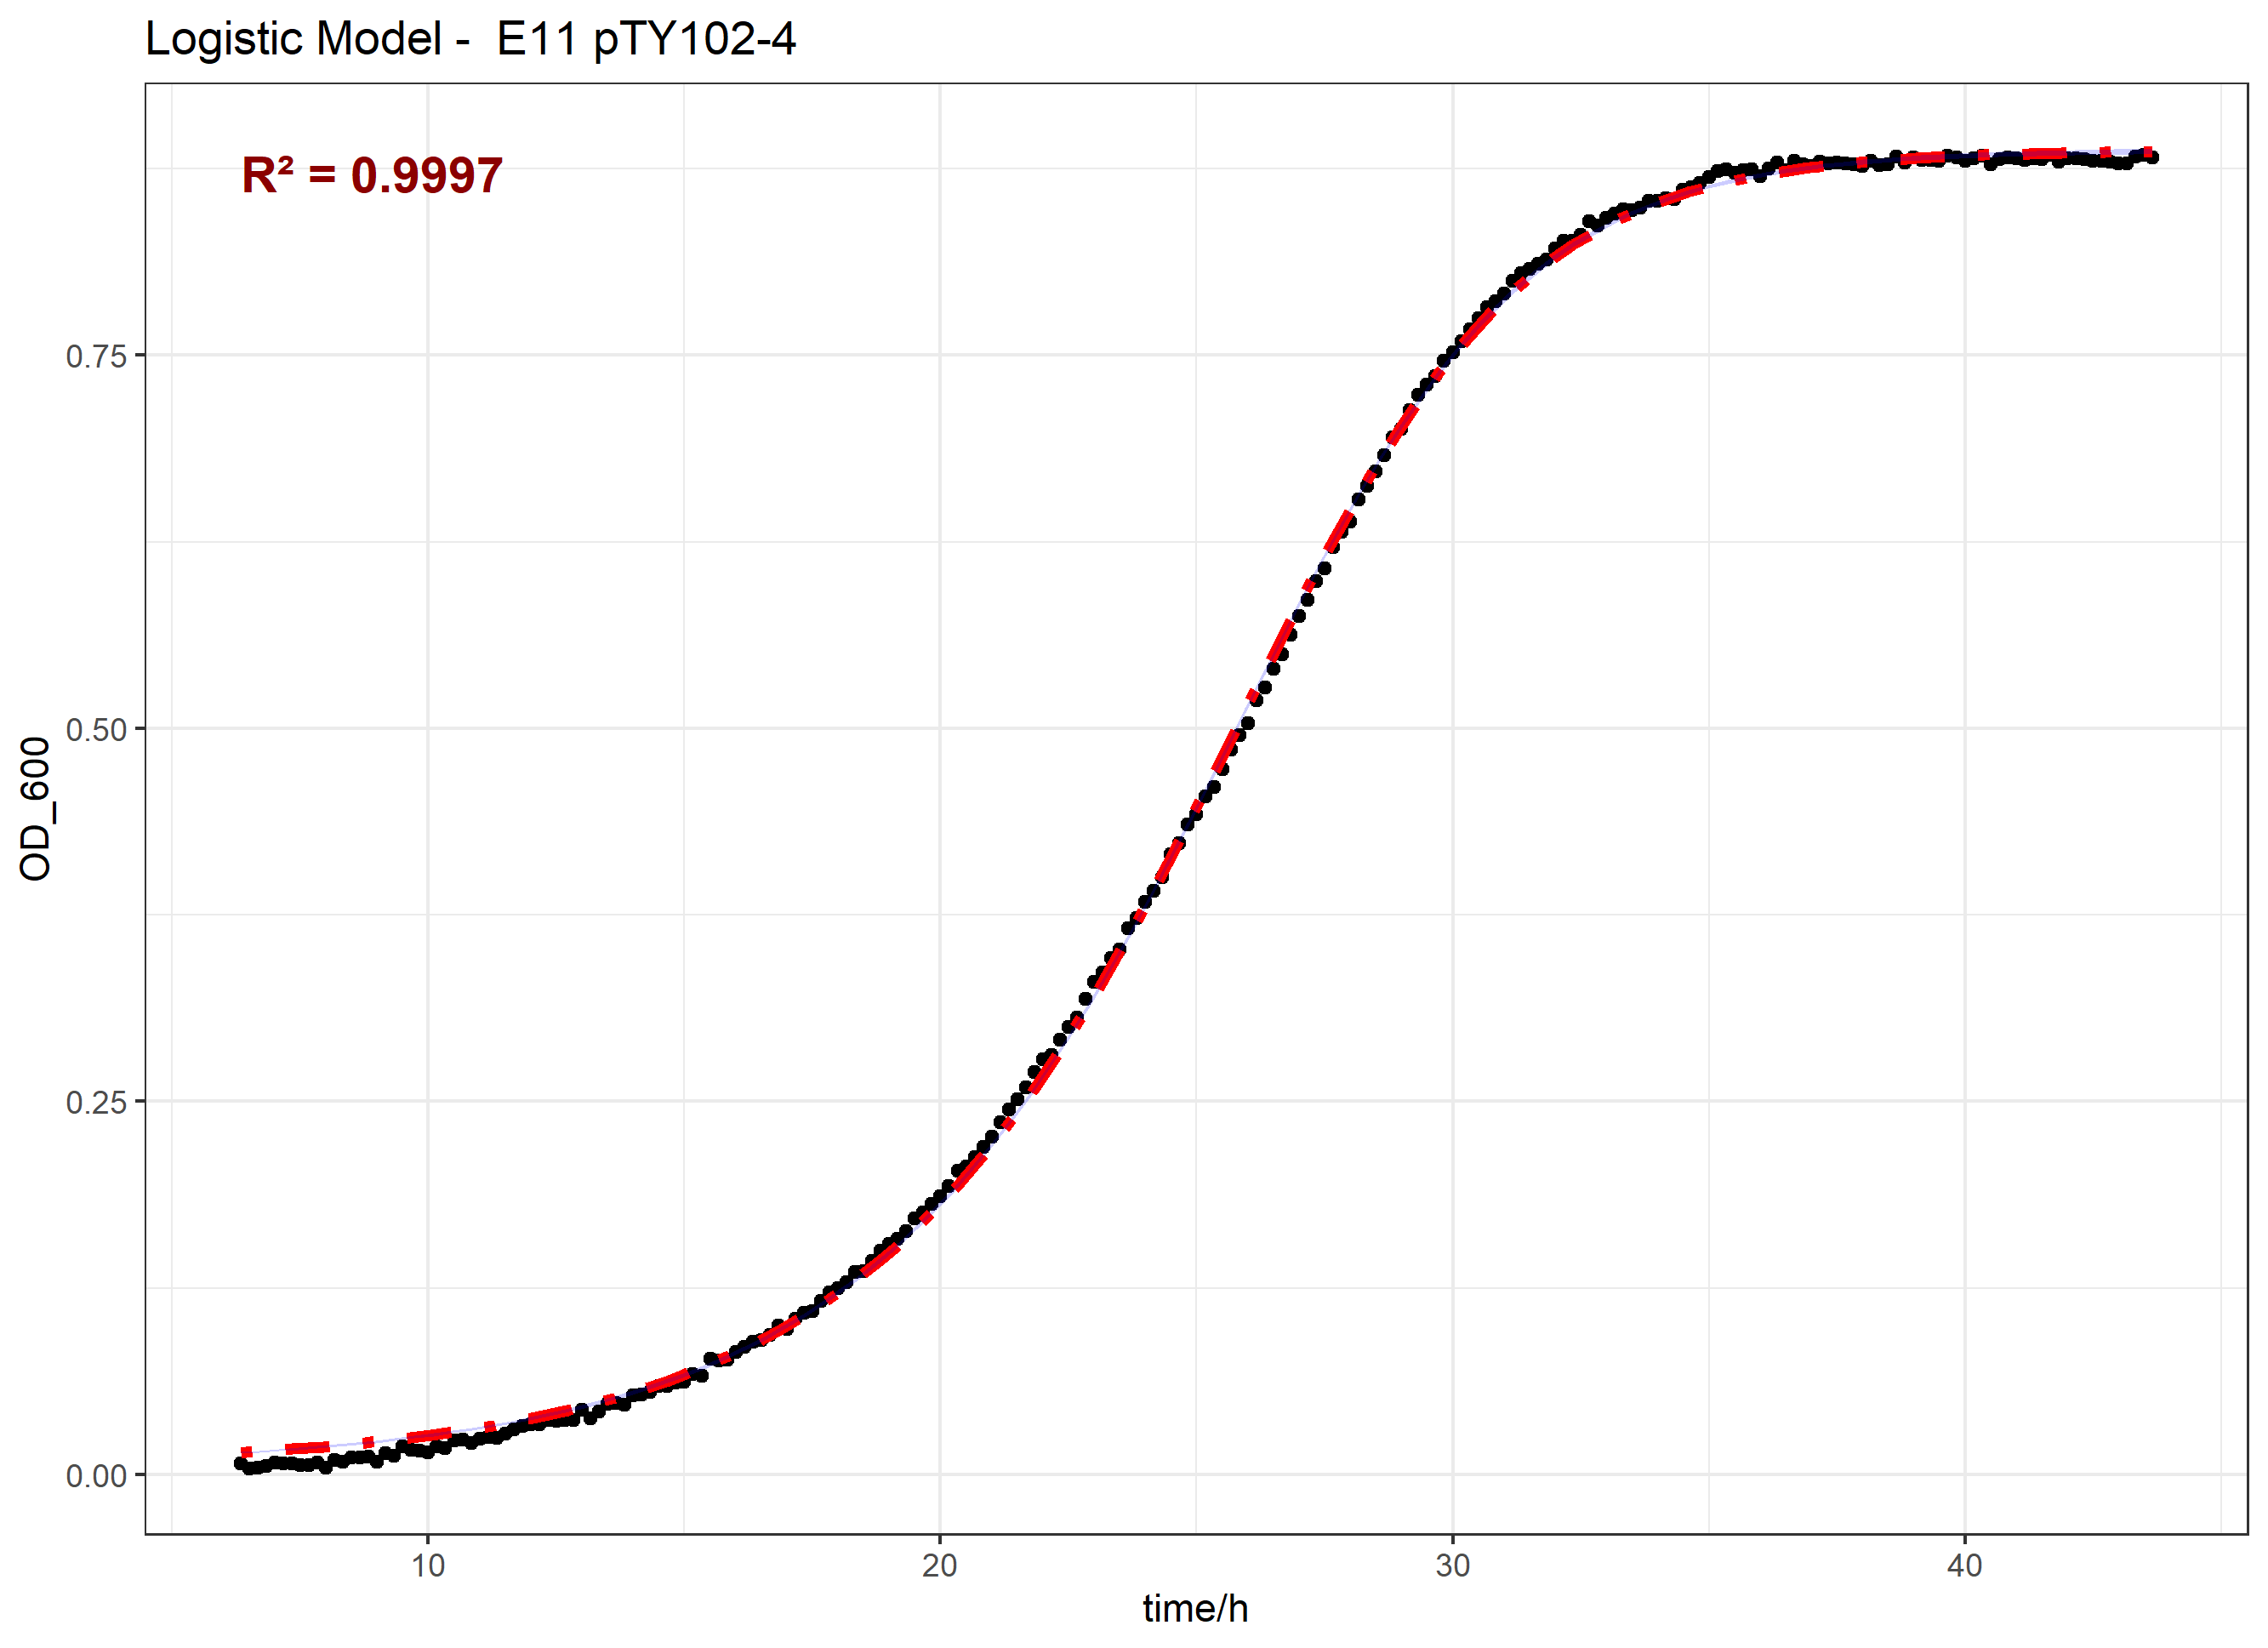 Logistic Model -  E11 pTY102-4
R² = 0.9997
0.75
0.50
0.25
0.00
OD_600
10 20 30 40
time/h